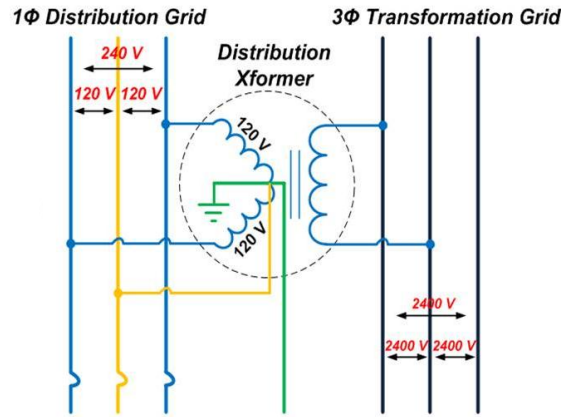 1Φ Distribution Grid
3Φ Transformation Grid
240 V
120 V 120 V
Distribution
Xformer
120 V
120 V
2400 V
2400 V 2400 V